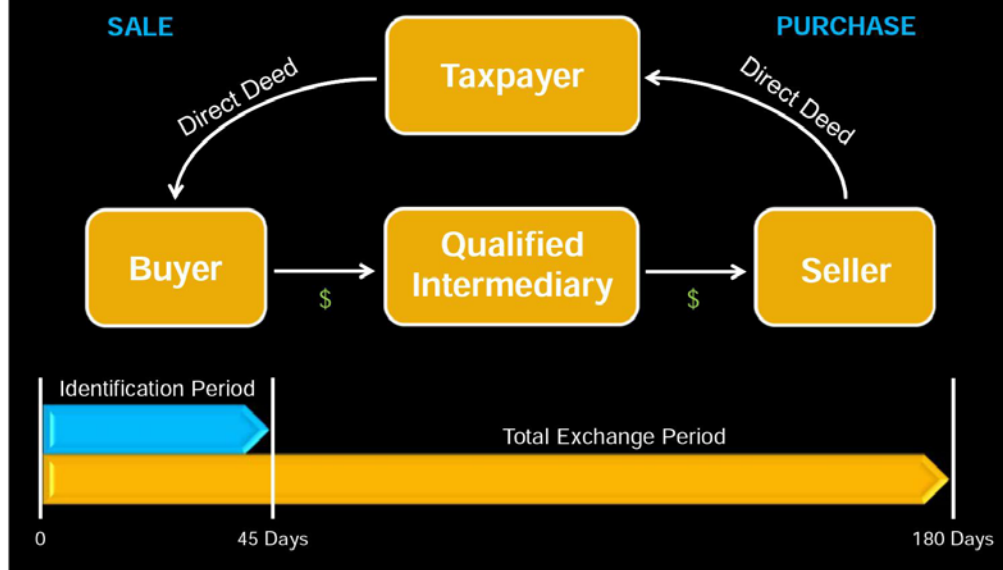 SALE
PURCHASE
Taxpayer
Direct Deed
Direct Deed
Buyer
Qualified
Intermediary
Seller
$
$
Identification Period
Total Exchange Period
0
45 Days
180 Days